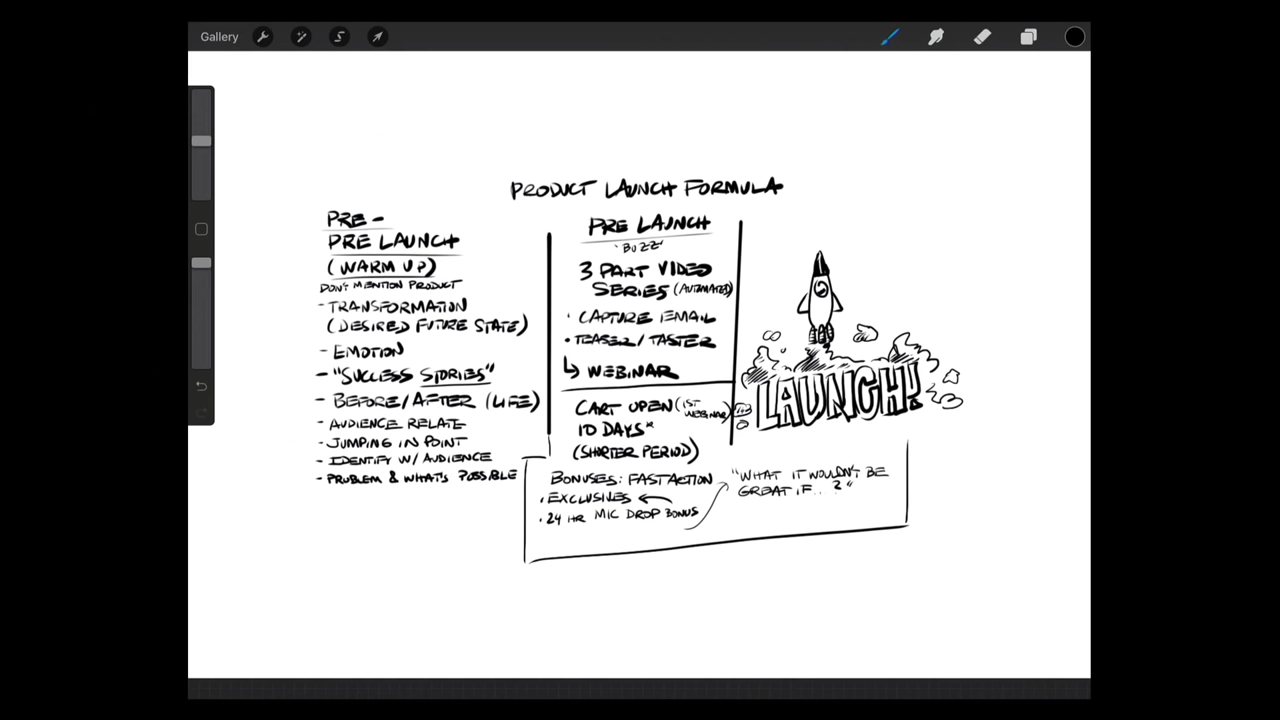 Gallery
PRODUCT LAUNCH FORMULA
PRE-
PRE LAUNCH
(WARM UP)
DON'T MENTION PRODUCT
- TRANSFORMATION
(DESIRED FUTURE STATE)
- EMOTION
- "SUCCESS STORIES"
- BEFORE/AFTER (LIFE)
- AUDIENCE RELATE
- JUMPING IN POINT
- IDENTIFY W/ AUDIENCE
- PROBLEM & WHAT'S POSSIBLE
PRE LAUNCH
'BUZZ'
3 PART VIDEO
SERIES (AUTOMATED)
• CAPTURE EMAIL
• TEASER/TASTER
↳ WEBINAR
CART OPEN (1ST WEBINAR)
10 DAYS*
(SHORTER PERIOD)
LAUNCH!
BONUSES: FAST ACTION
• EXCLUSIVES ←
• 24 HR MIC DROP BONUS
"WHAT IT WOULDN'T BE
GREAT IF...?"